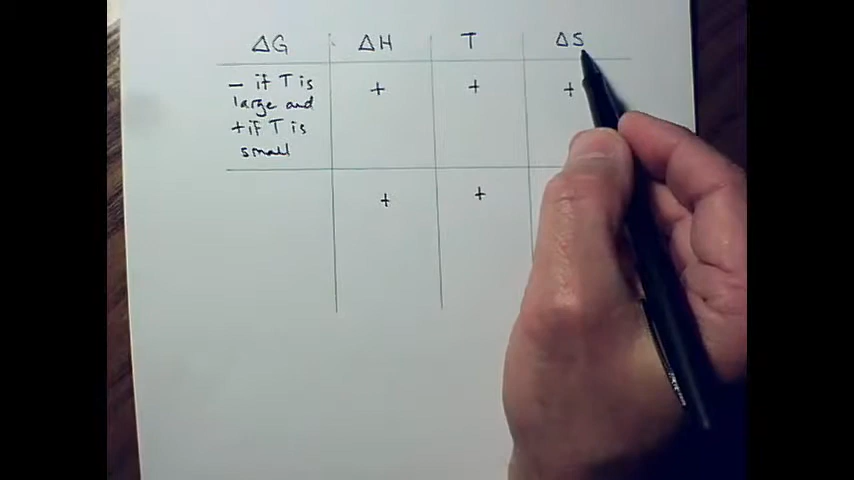 ΔG ΔH T ΔS
- if T is + + +
large and
+ if T is
small
+ +